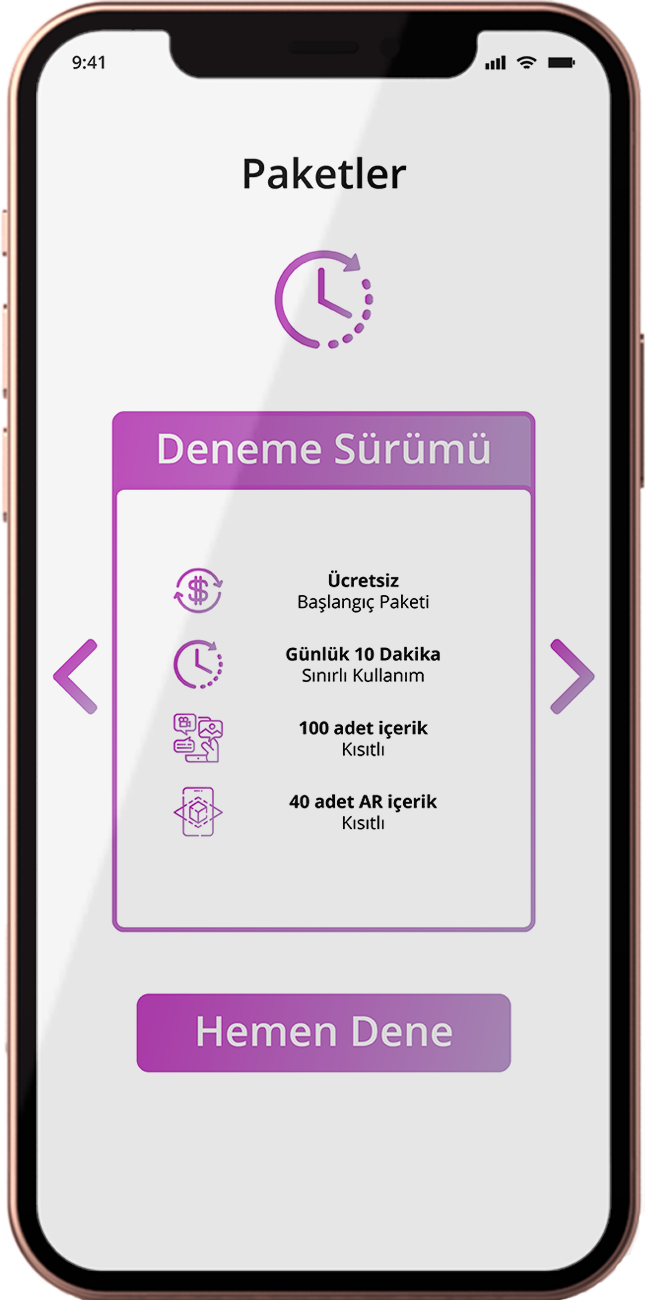 9:41
Paketler
Deneme Sürümü
Ücretsiz
Başlangıç Paketi
Günlük 10 Dakika
Sınırlı Kullanım
100 adet içerik
Kısıtlı
40 adet AR içerik
Kısıtlı
Hemen Dene